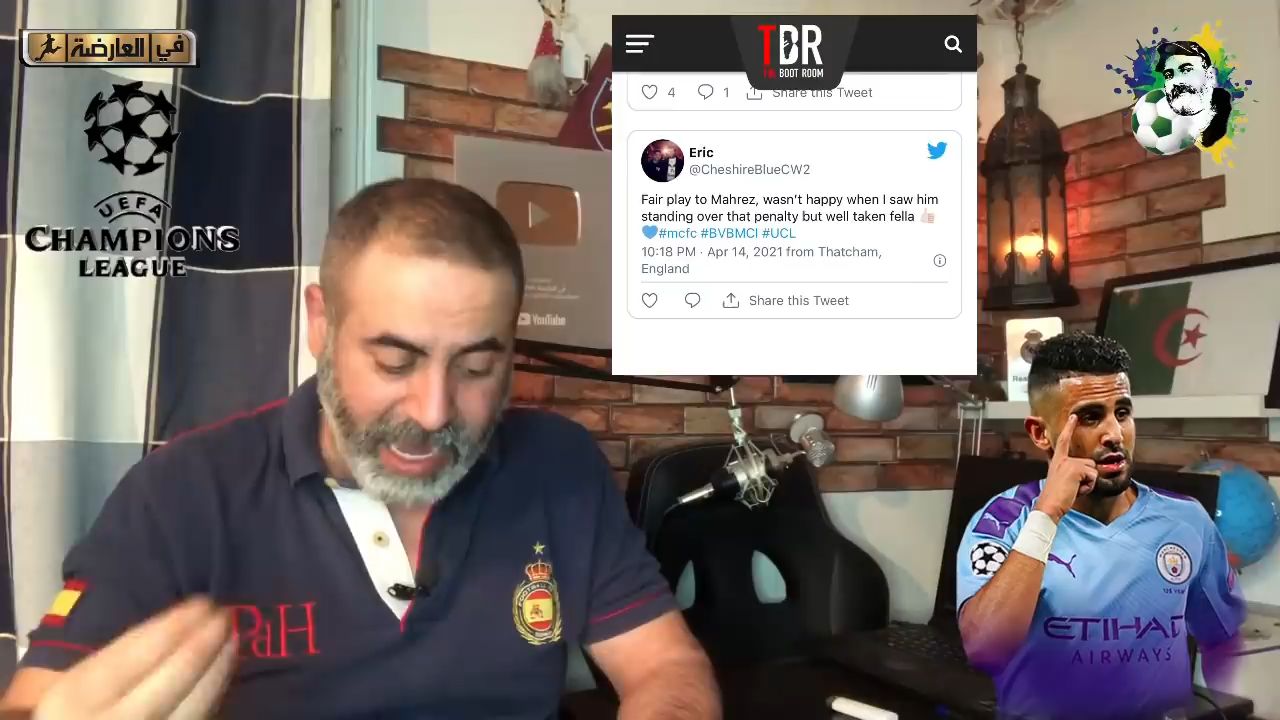 في العارضة
UEFA
CHAMPIONS
LEAGUE
TBR
THE BOOT ROOM
4
1
Share this Tweet
Eric
@CheshireBlueCW2
Fair play to Mahrez, wasn't happy when I saw him
standing over that penalty but well taken fella 👍🏻
💙#mcfc #BVBMCI #UCL
10:18 PM · Apr 14, 2021 from Thatcham,
England
Share this Tweet
YouTube
ETIHAD
AIRWAYS